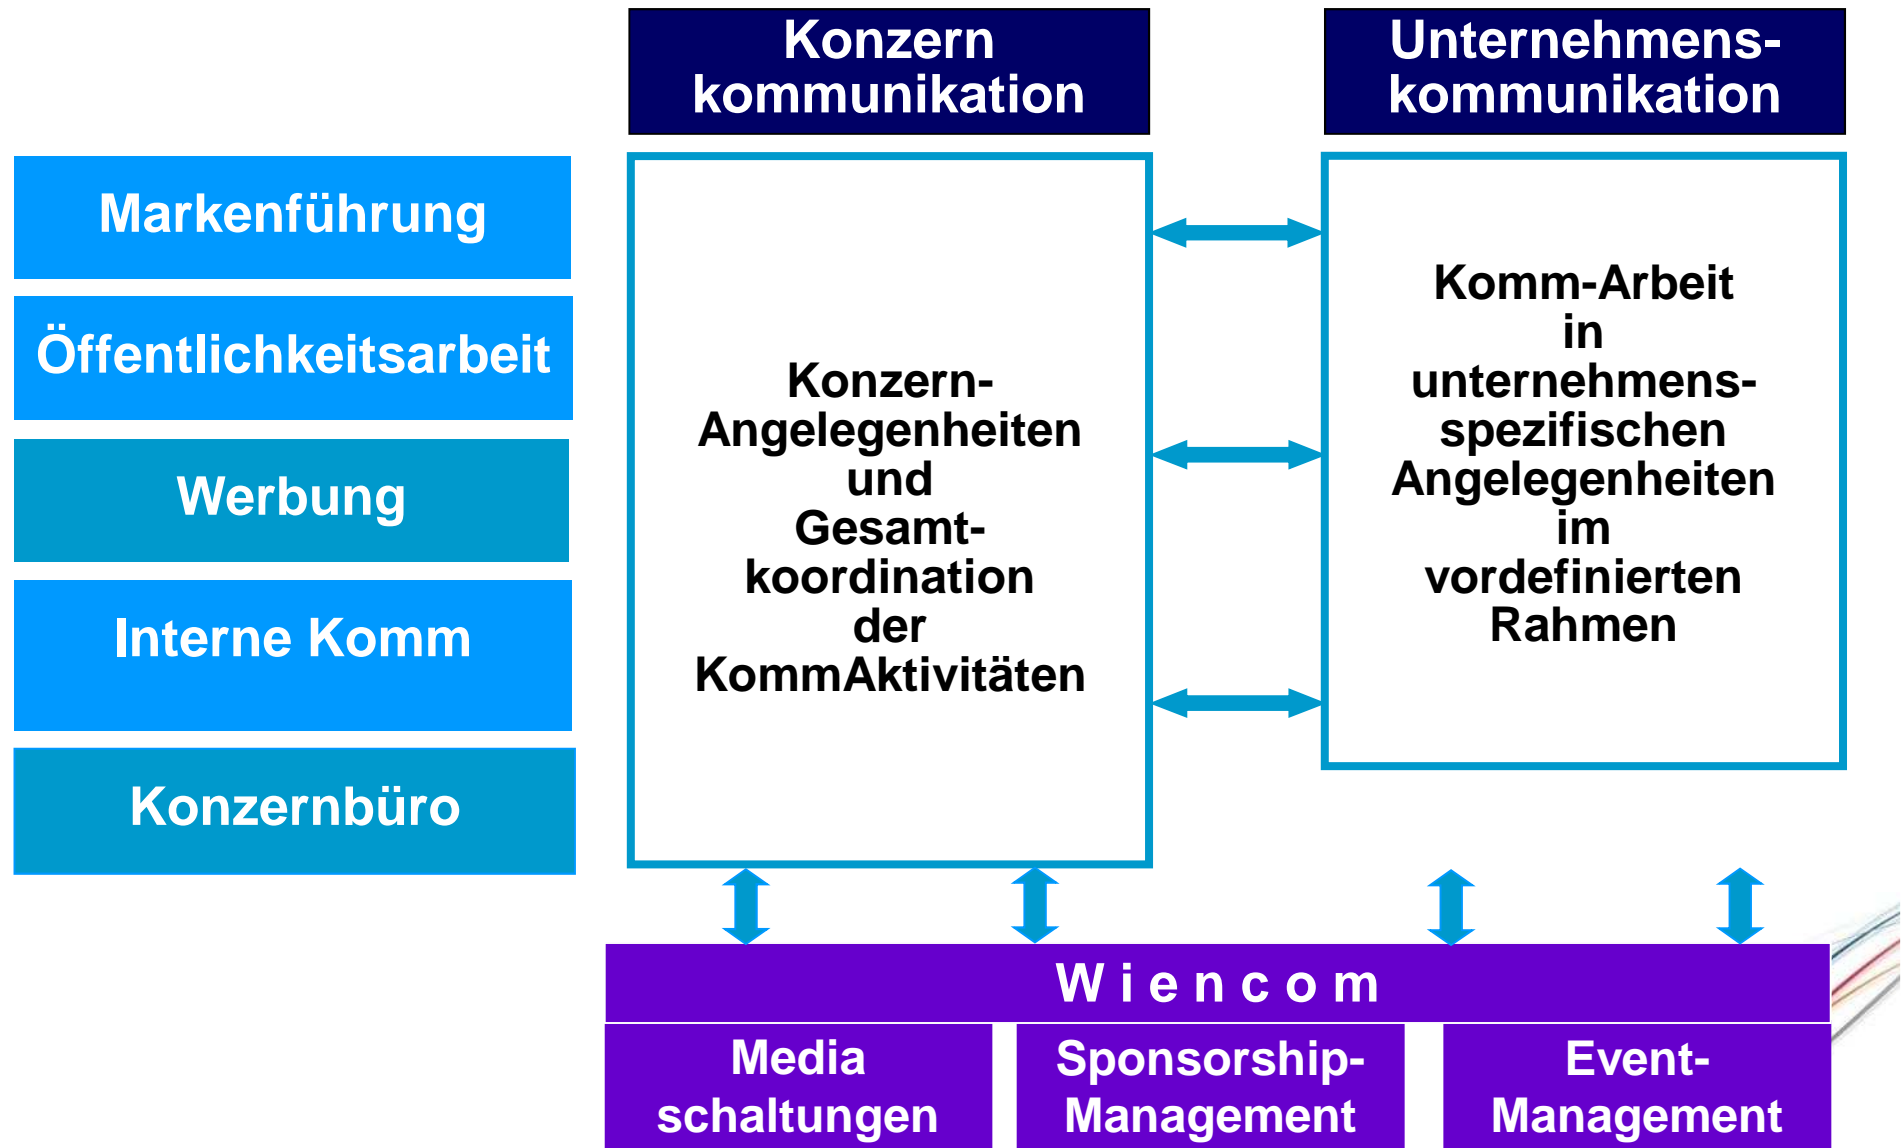 Konzern
kommunikation
Unternehmens-
kommunikation
Markenführung
Öffentlichkeitsarbeit
Werbung
Interne Komm
Konzernbüro
Konzern-
Angelegenheiten
und
Gesamt-
koordination
der
KommAktivitäten
Komm-Arbeit
in
unternehmens-
spezifischen
Angelegenheiten
im
vordefinierten
Rahmen
Wiencom
Media
schaltungen
Sponsorship-
Management
Event-
Management